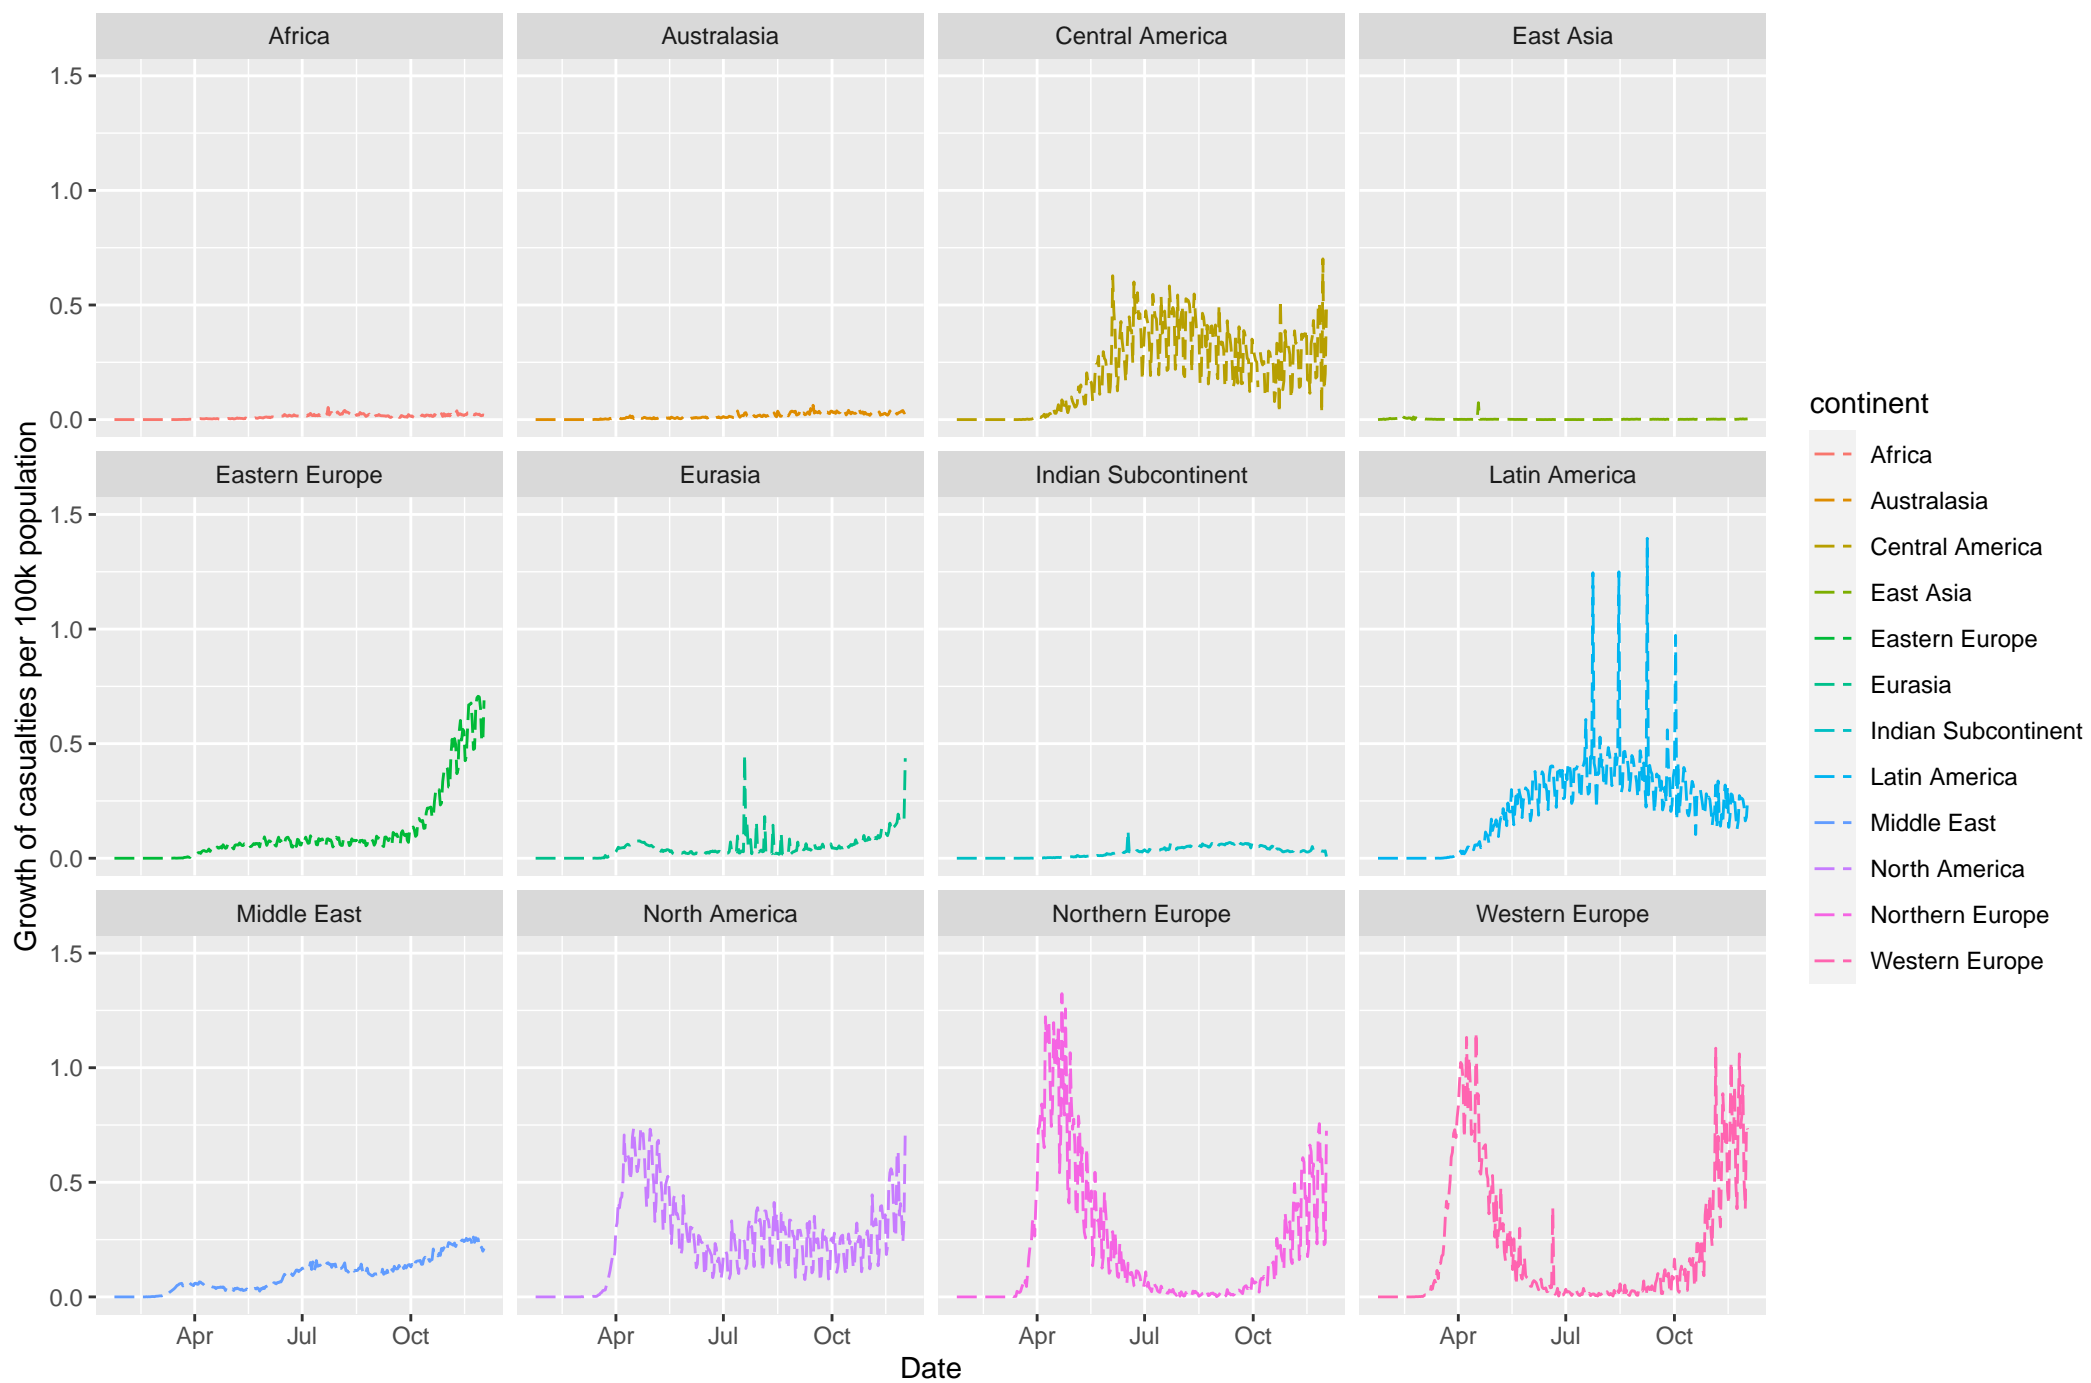 Africa
Australasia
Central America
East Asia
1.5
1.0
0.5
0.0
Eastern Europe
Eurasia
Indian Subcontinent
Latin America
1.5
1.0
0.5
0.0
Middle East
North America
Northern Europe
Western Europe
1.5
1.0
0.5
0.0
Apr Jul Oct
Apr Jul Oct
Apr Jul Oct
Apr Jul Oct
Date
Growth of casualties per 100k population
continent
Africa
Australasia
Central America
East Asia
Eastern Europe
Eurasia
Indian Subcontinent
Latin America
Middle East
North America
Northern Europe
Western Europe